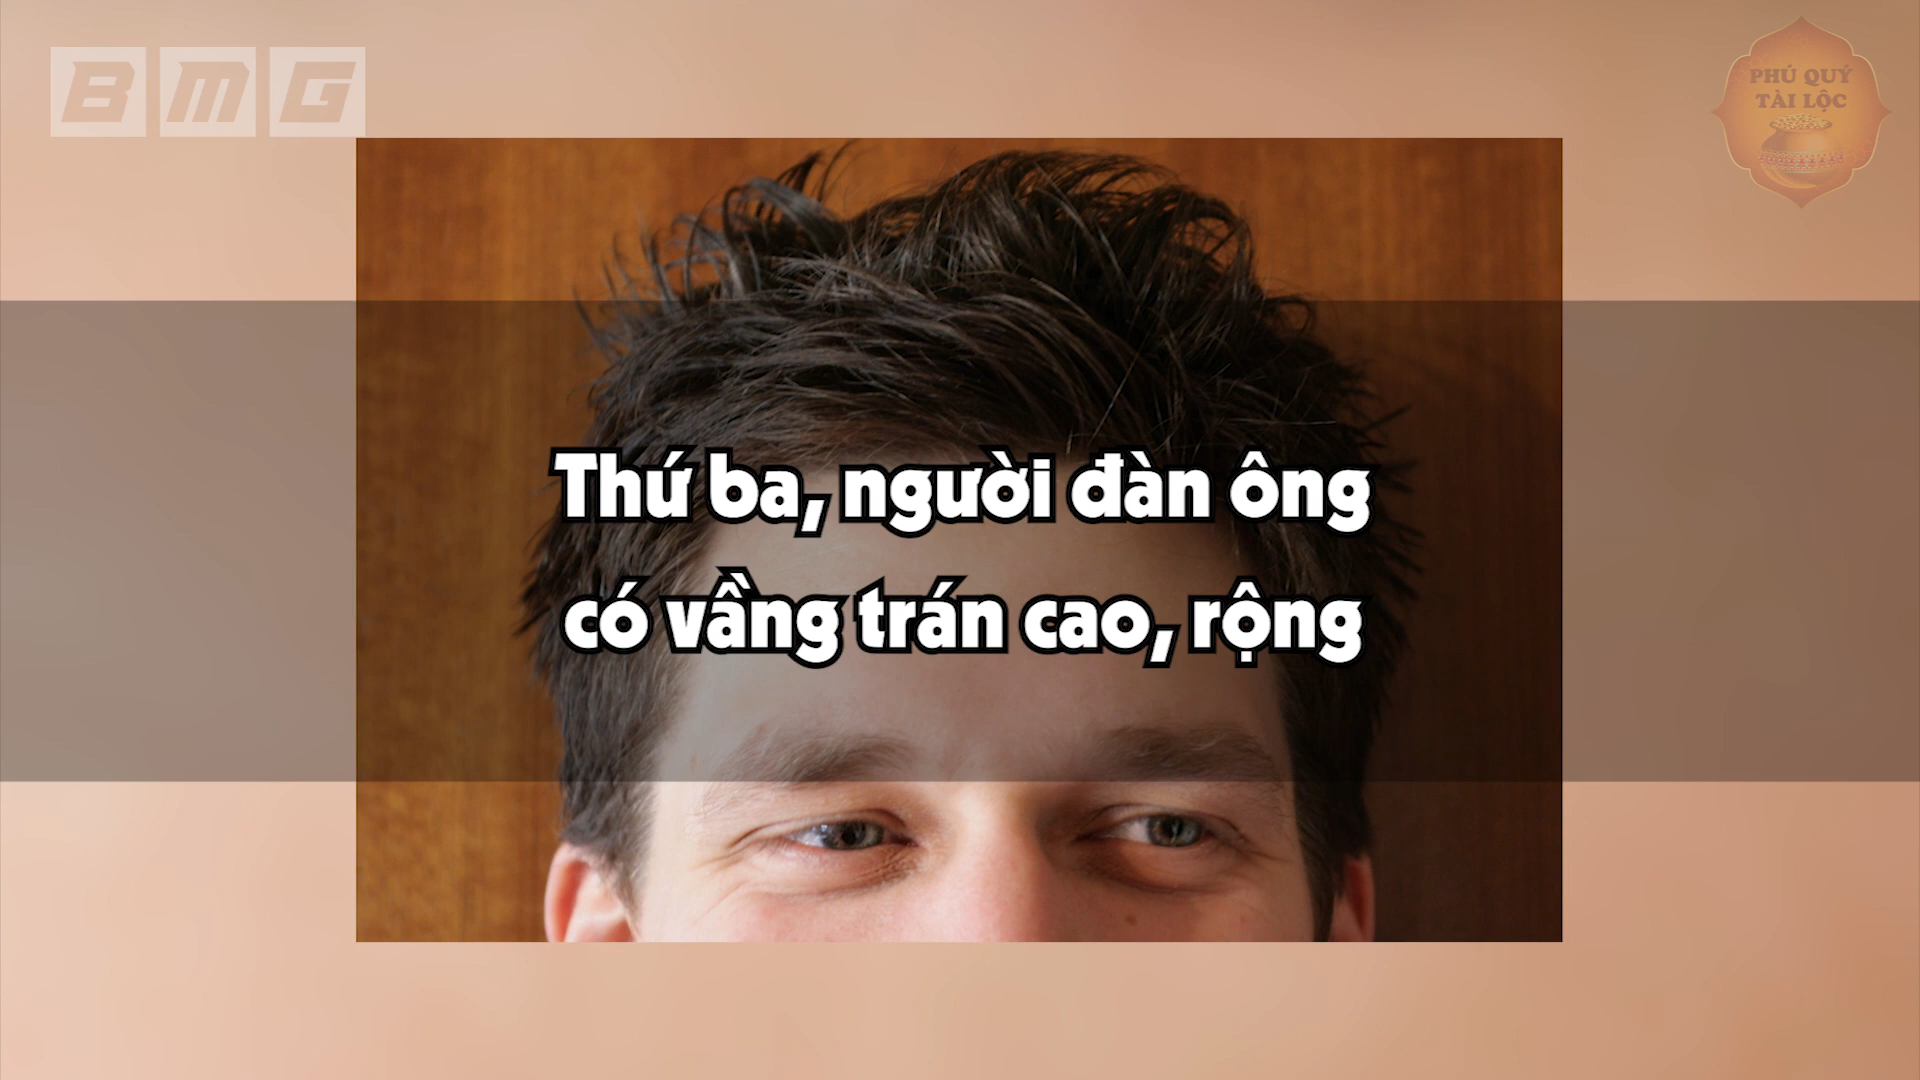 BMG
PHÚ QUÝ
TÀI LỘC
Thứ ba, người đàn ông
có vầng trán cao, rộng